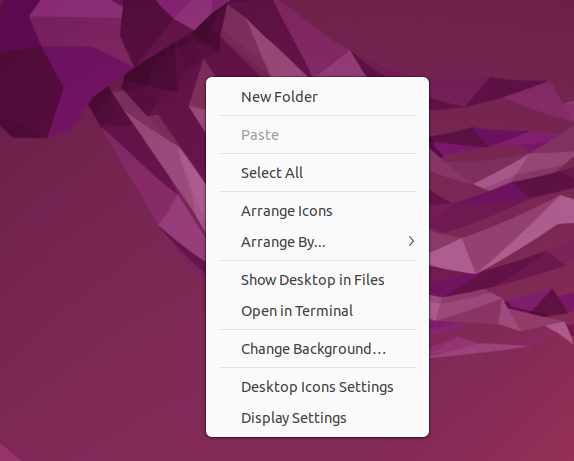 New Folder
Paste
Select All
Arrange Icons
Arrange By...
Show Desktop in Files
Open in Terminal
Change Background…
Desktop Icons Settings
Display Settings